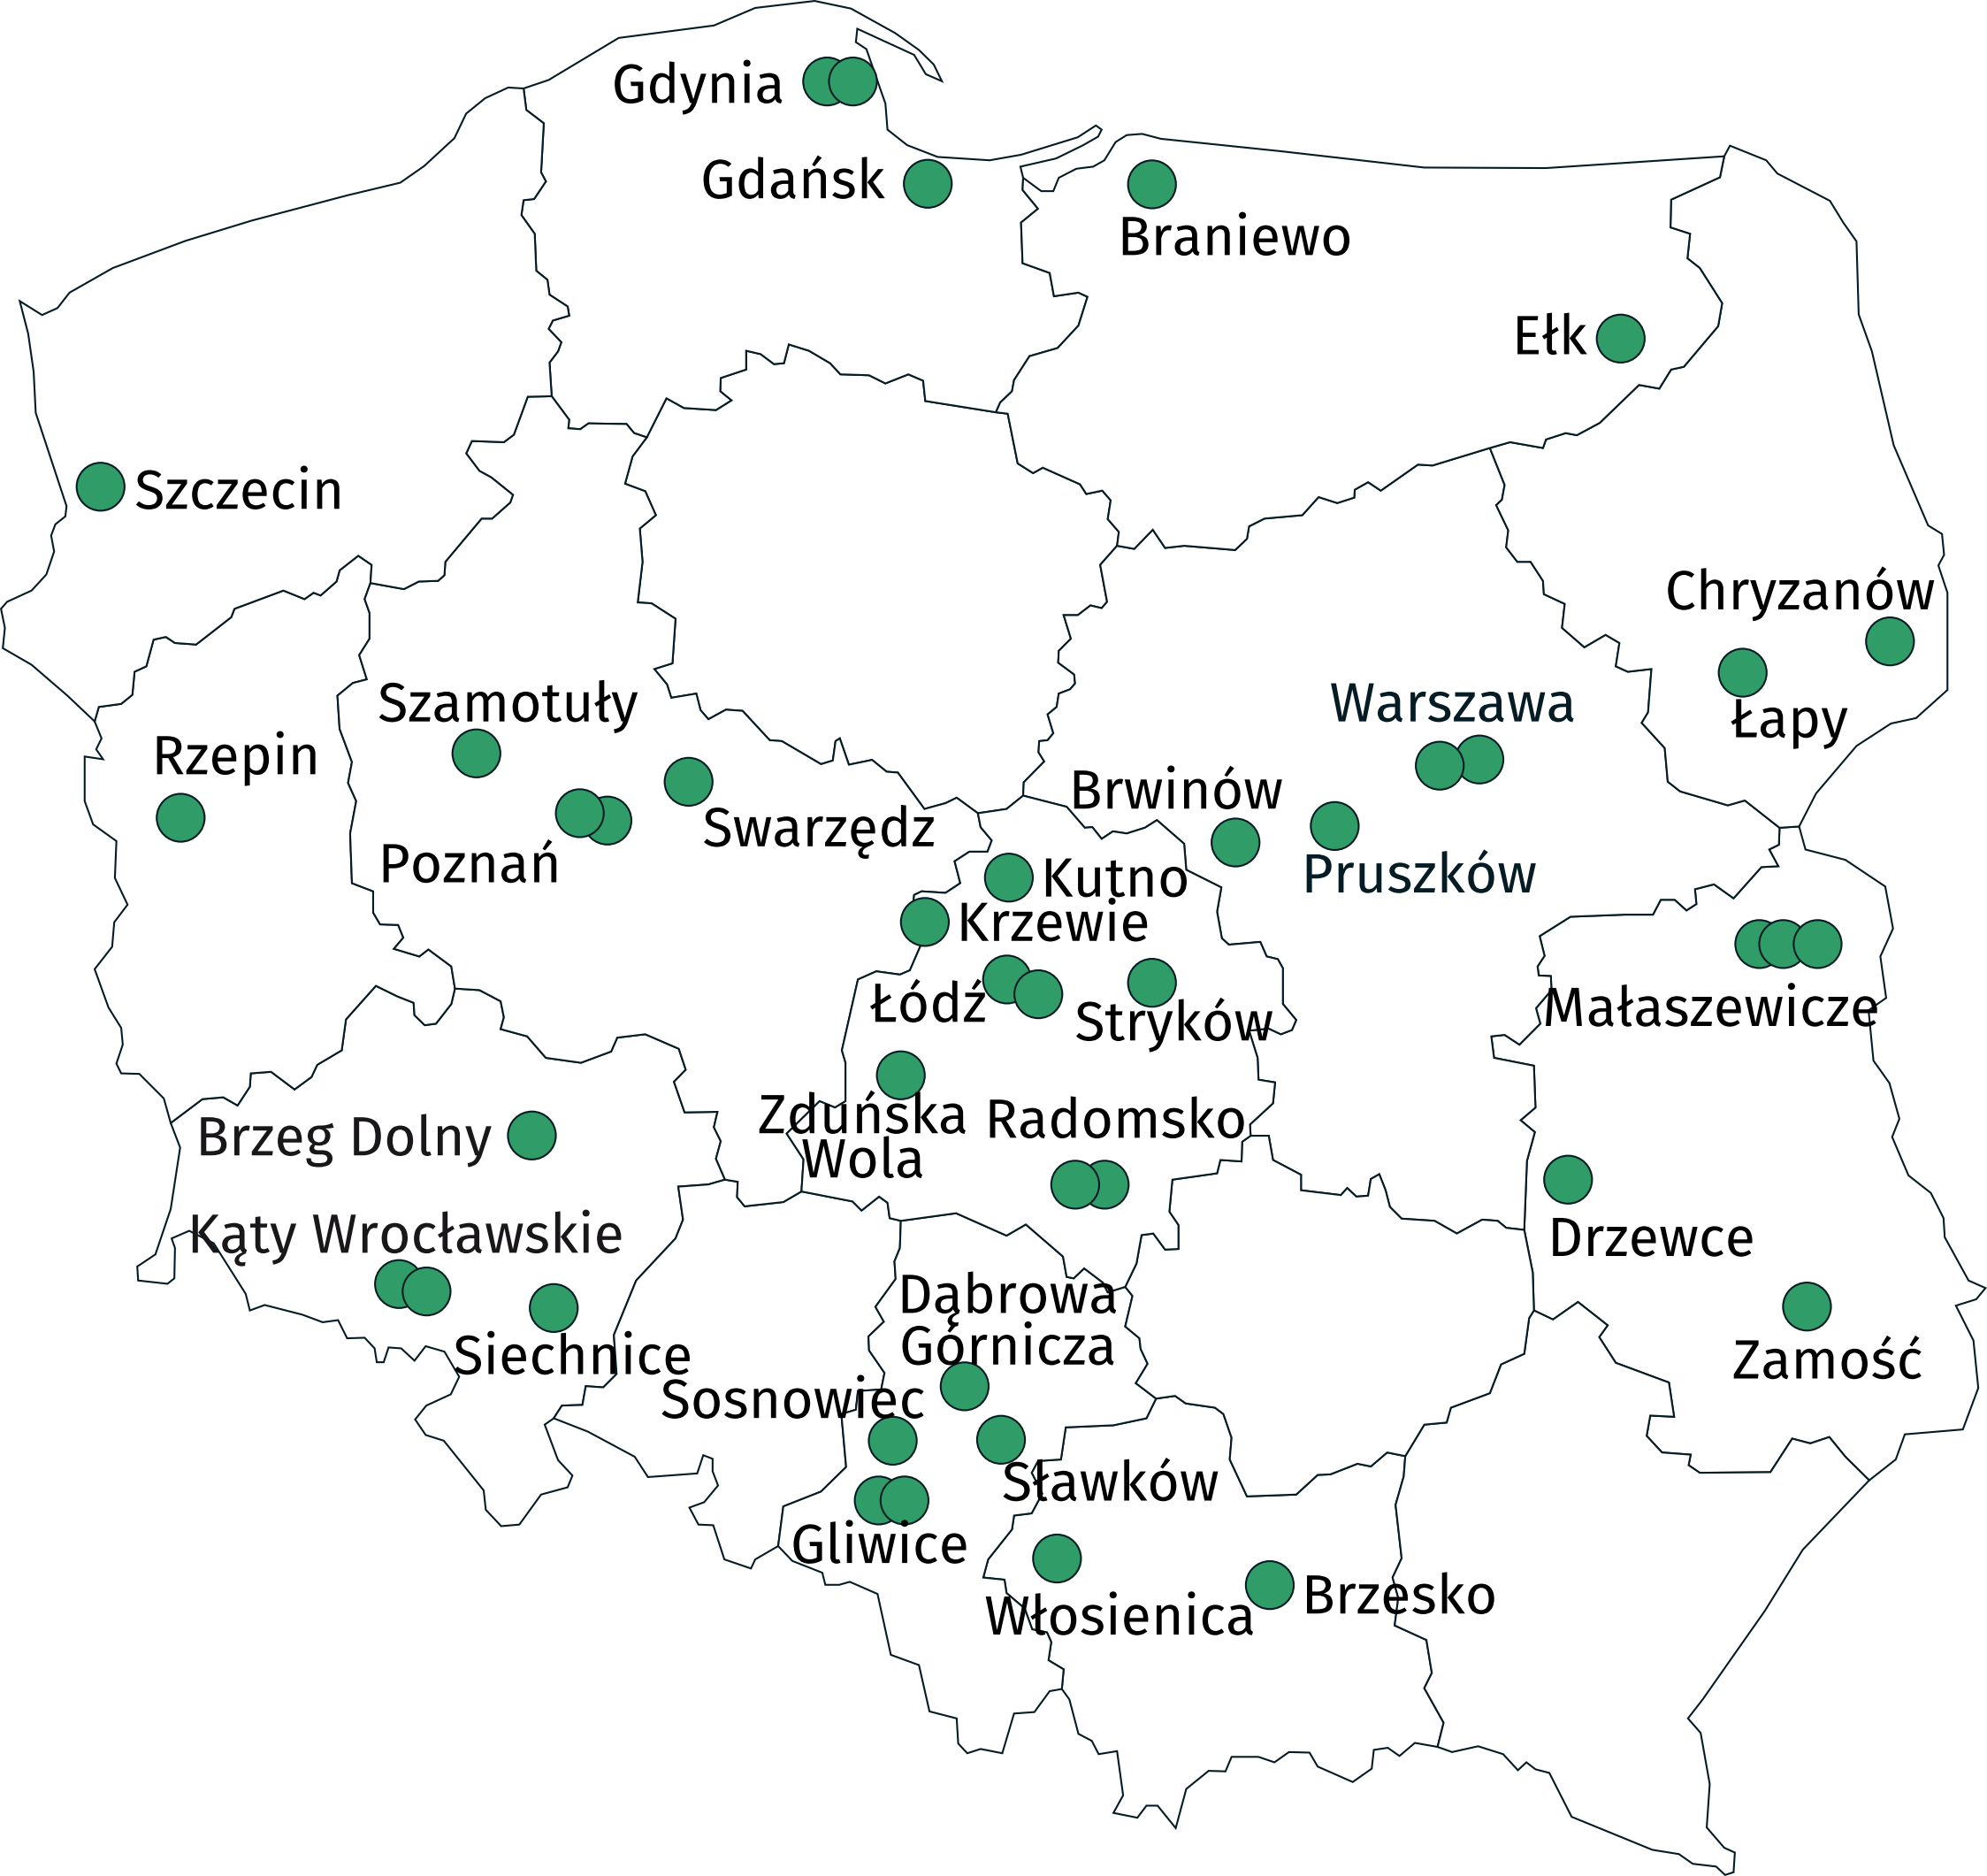 Gdynia
Gdańsk
Braniewo
Ełk
Szczecin
Chryzanów
Szamotuły
Warszawa
Łapy
Rzepin
Brwinów
Swarzędz
Poznań
Kutno
Pruszków
Krzewie
Łódź
Stryków
Małaszewicze
Zduńska
Wola
Radomsko
Brzeg Dolny
Kąty Wrocławskie
Drzewce
Dąbrowa
Górnicza
Siechnice
Zamość
Sosnowiec
Sławków
Gliwice
Włosienica
Brzesko